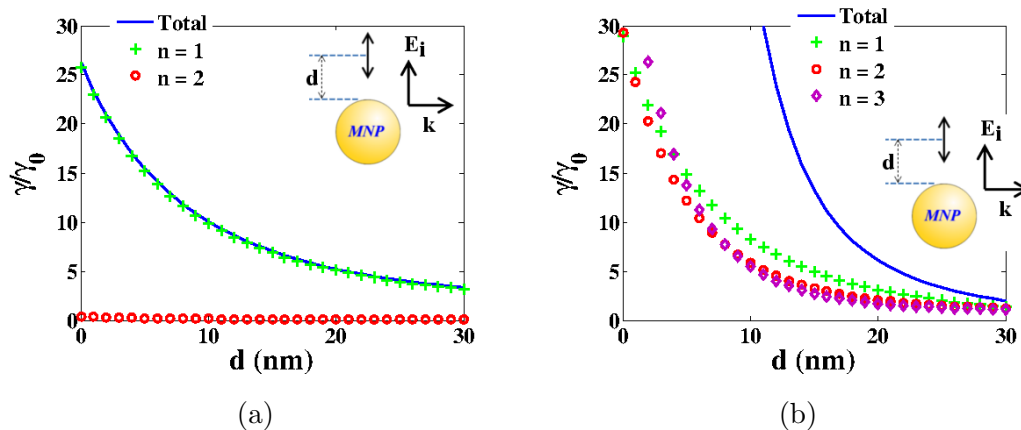 Total
n = 1
n = 2
E_i
d
MNP
k
30
25
20
15
10
5
0
γ/γ_0
0 10 20 30
d (nm)
(a)
Total
n = 1
n = 2
n = 3
E_i
d
MNP
k
30
25
20
15
10
5
0
γ/γ_0
0 10 20 30
d (nm)
(b)